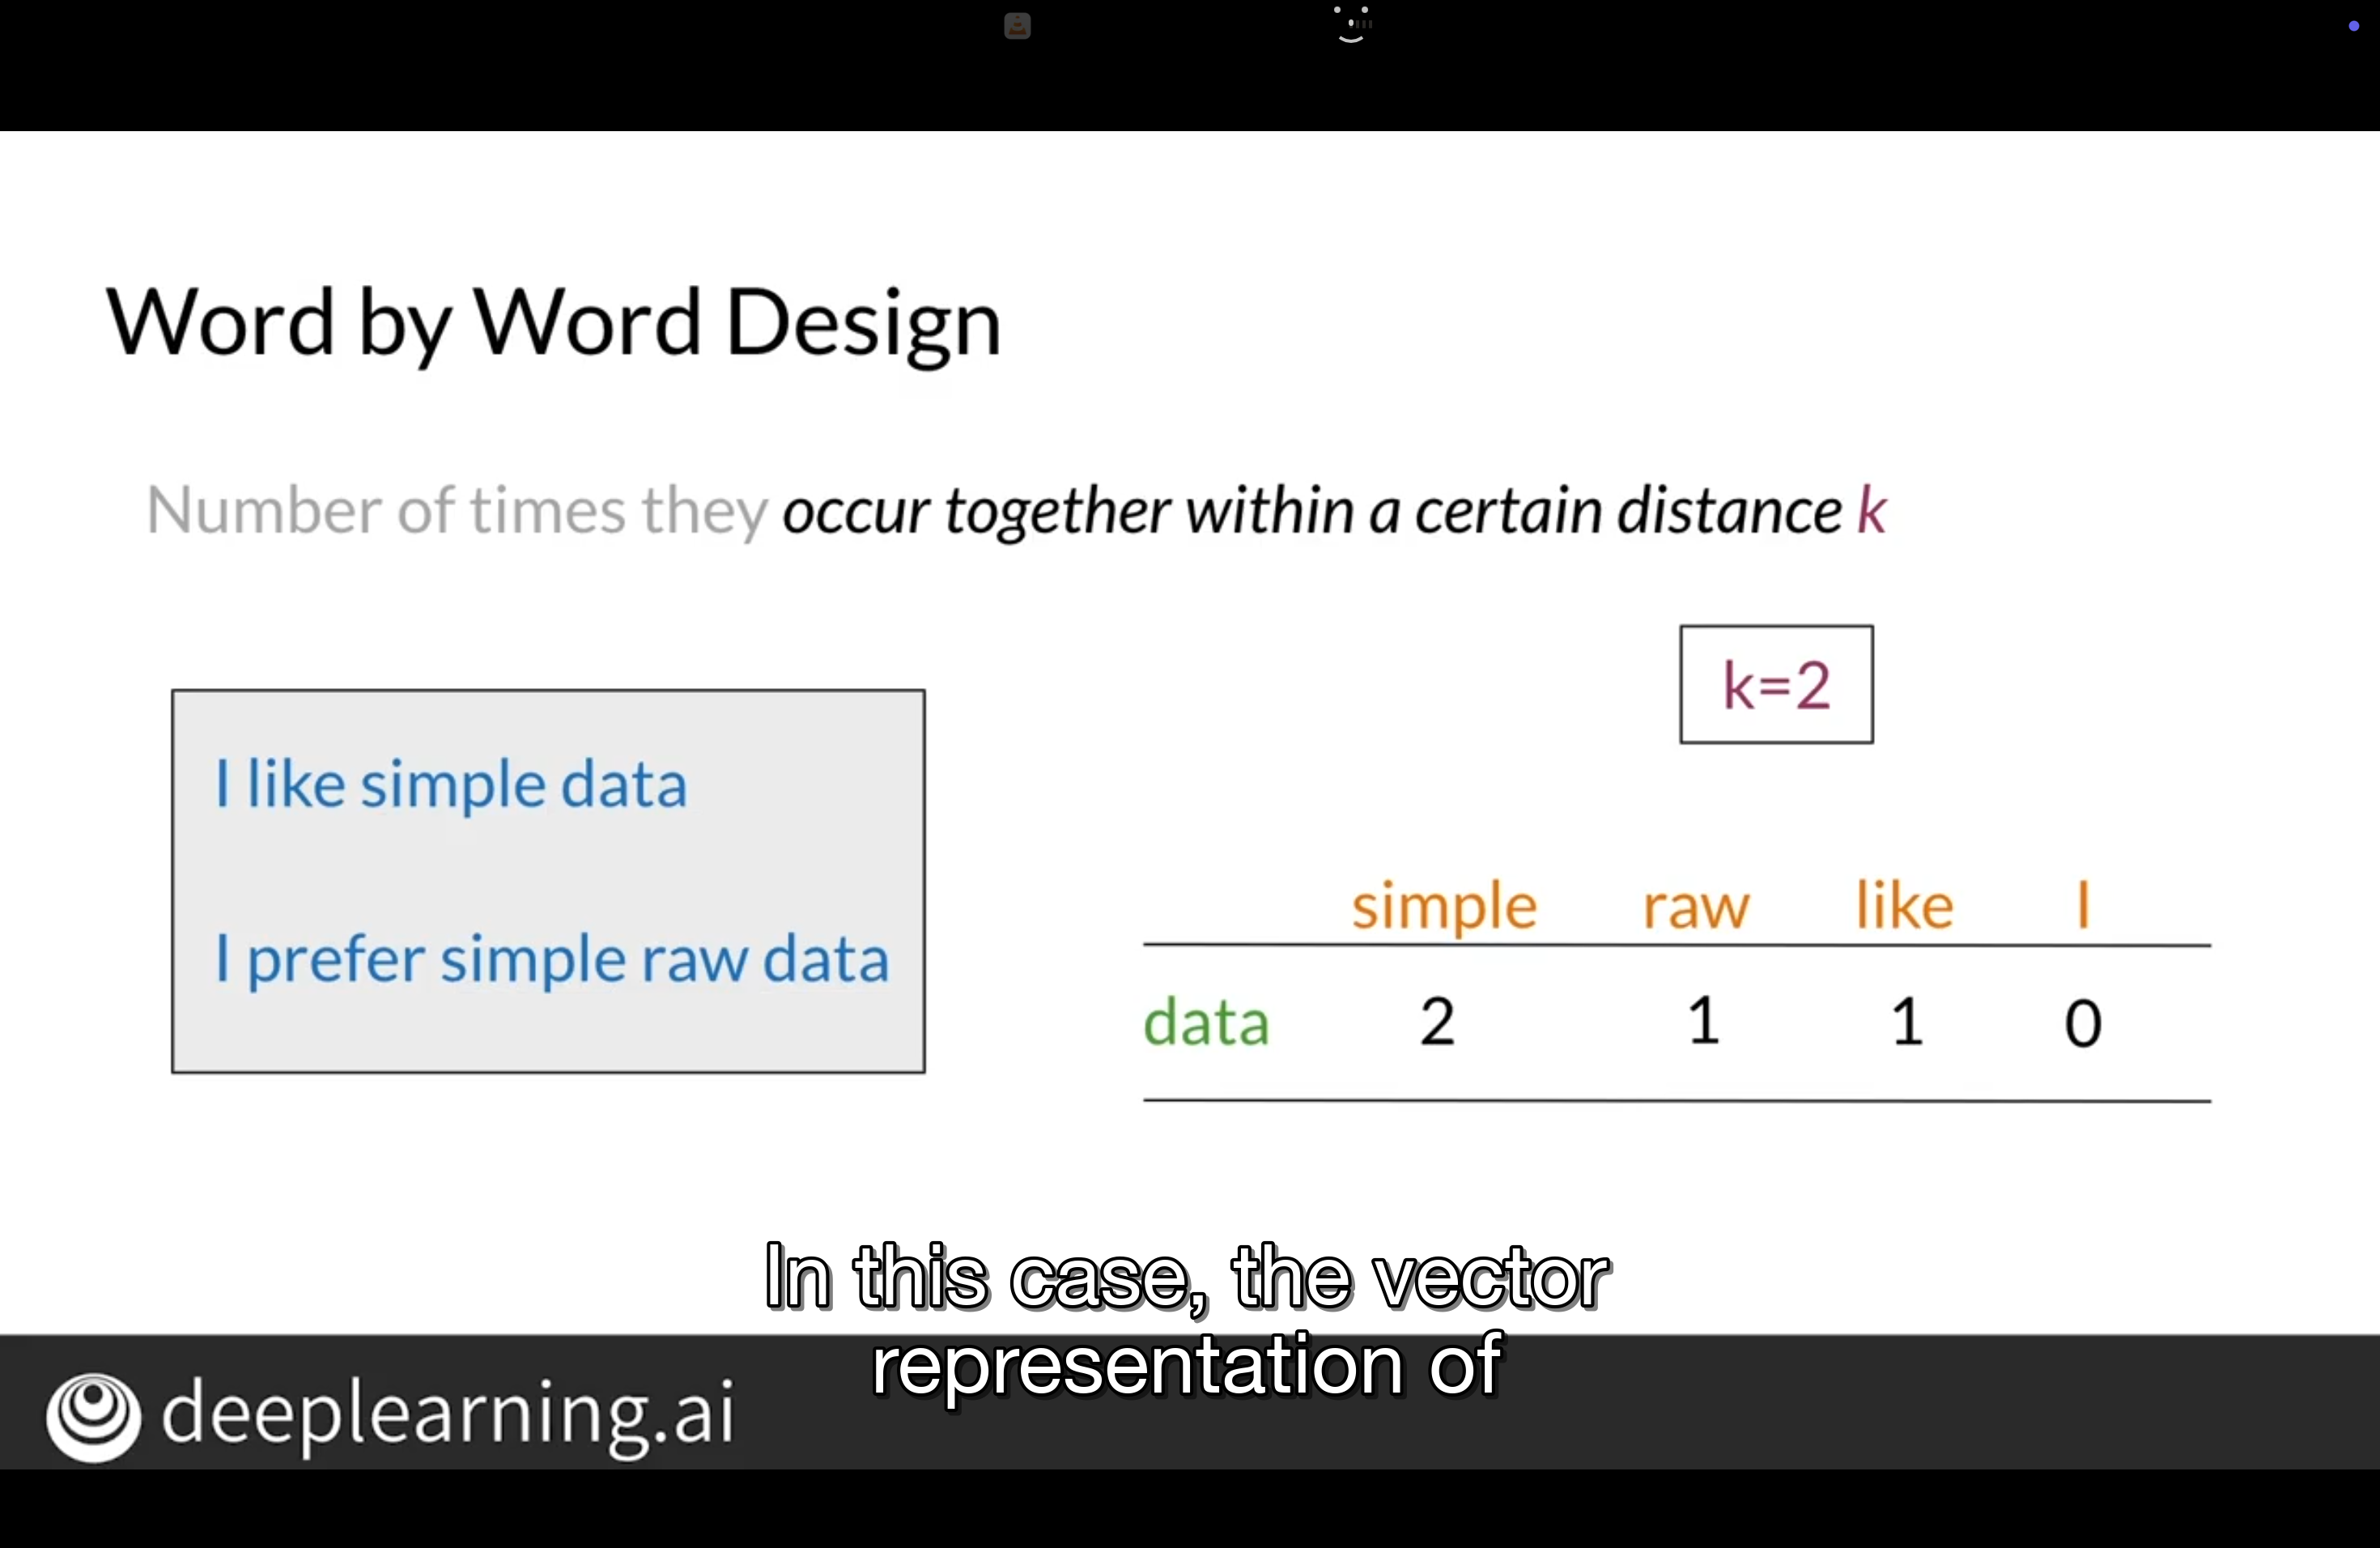 Word by Word Design
Number of times they occur together within a certain distance k
k=2
I like simple data
I prefer simple raw data
simple raw like I
data 2 1 1 0
In this case, the vector
representation of
deeplearning.ai